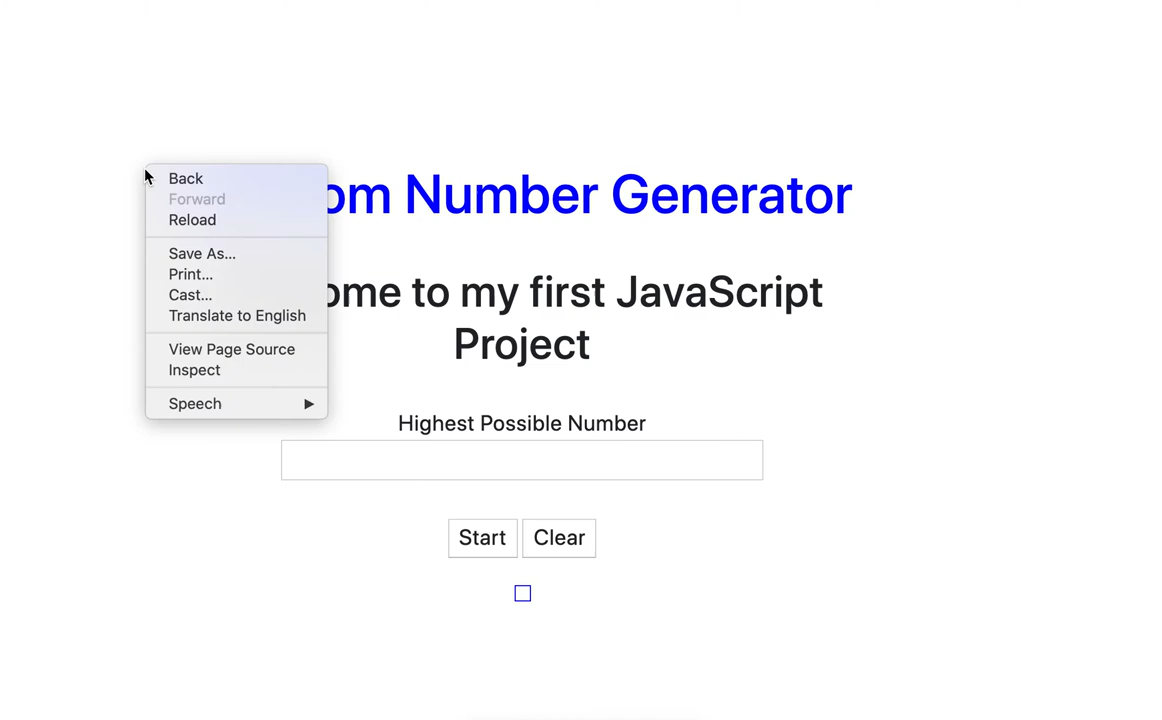 Back
Forward
Reload
Save As...
Print...
Cast...
Translate to English
View Page Source
Inspect
Speech
om Number Generator
ome to my first JavaScript
Project
Highest Possible Number
Start Clear